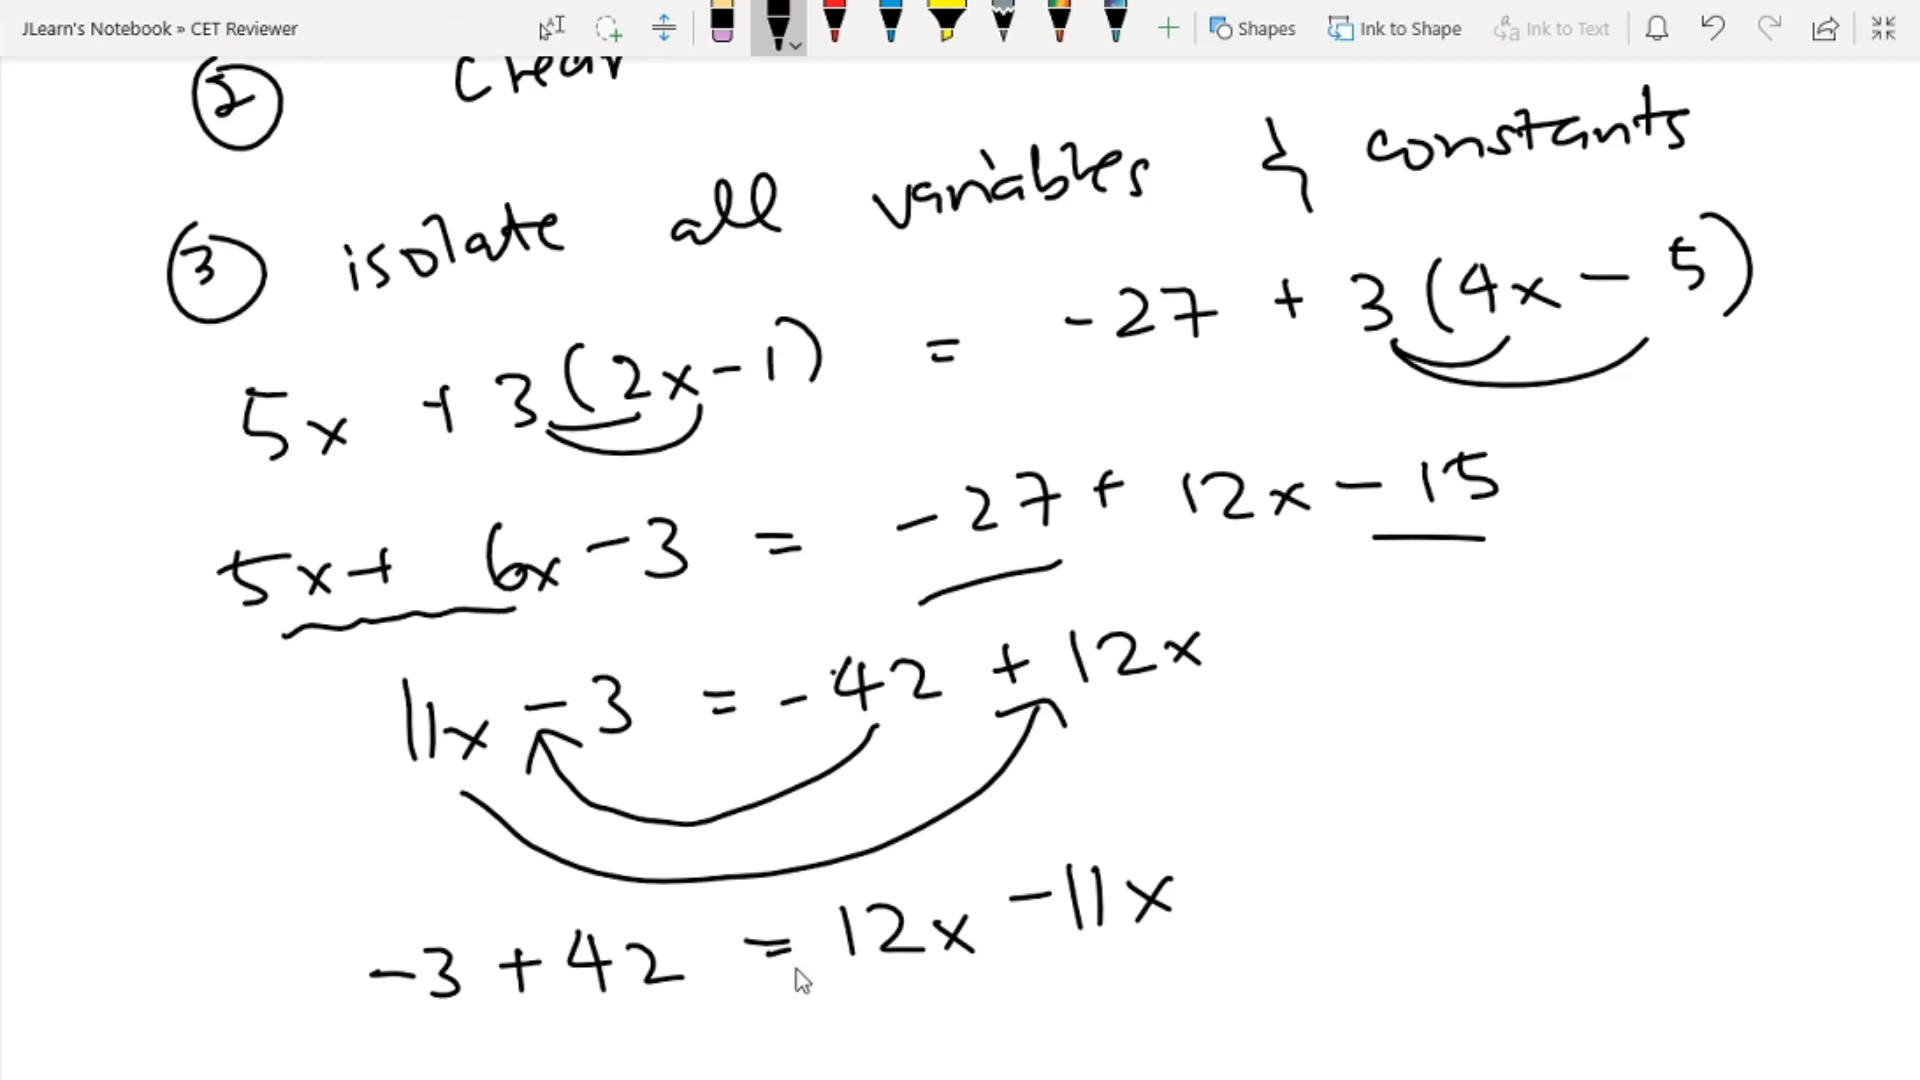 JLearn's Notebook » CET Reviewer
Shapes
Ink to Shape
Ink to Text
② clear
③ isolate all variables & constants
5x + 3(2x-1) = -27 + 3(4x - 5)
5x + 6x - 3 = -27 + 12x - 15
11x - 3 = -42 + 12x
-3 + 42 = 12x - 11x